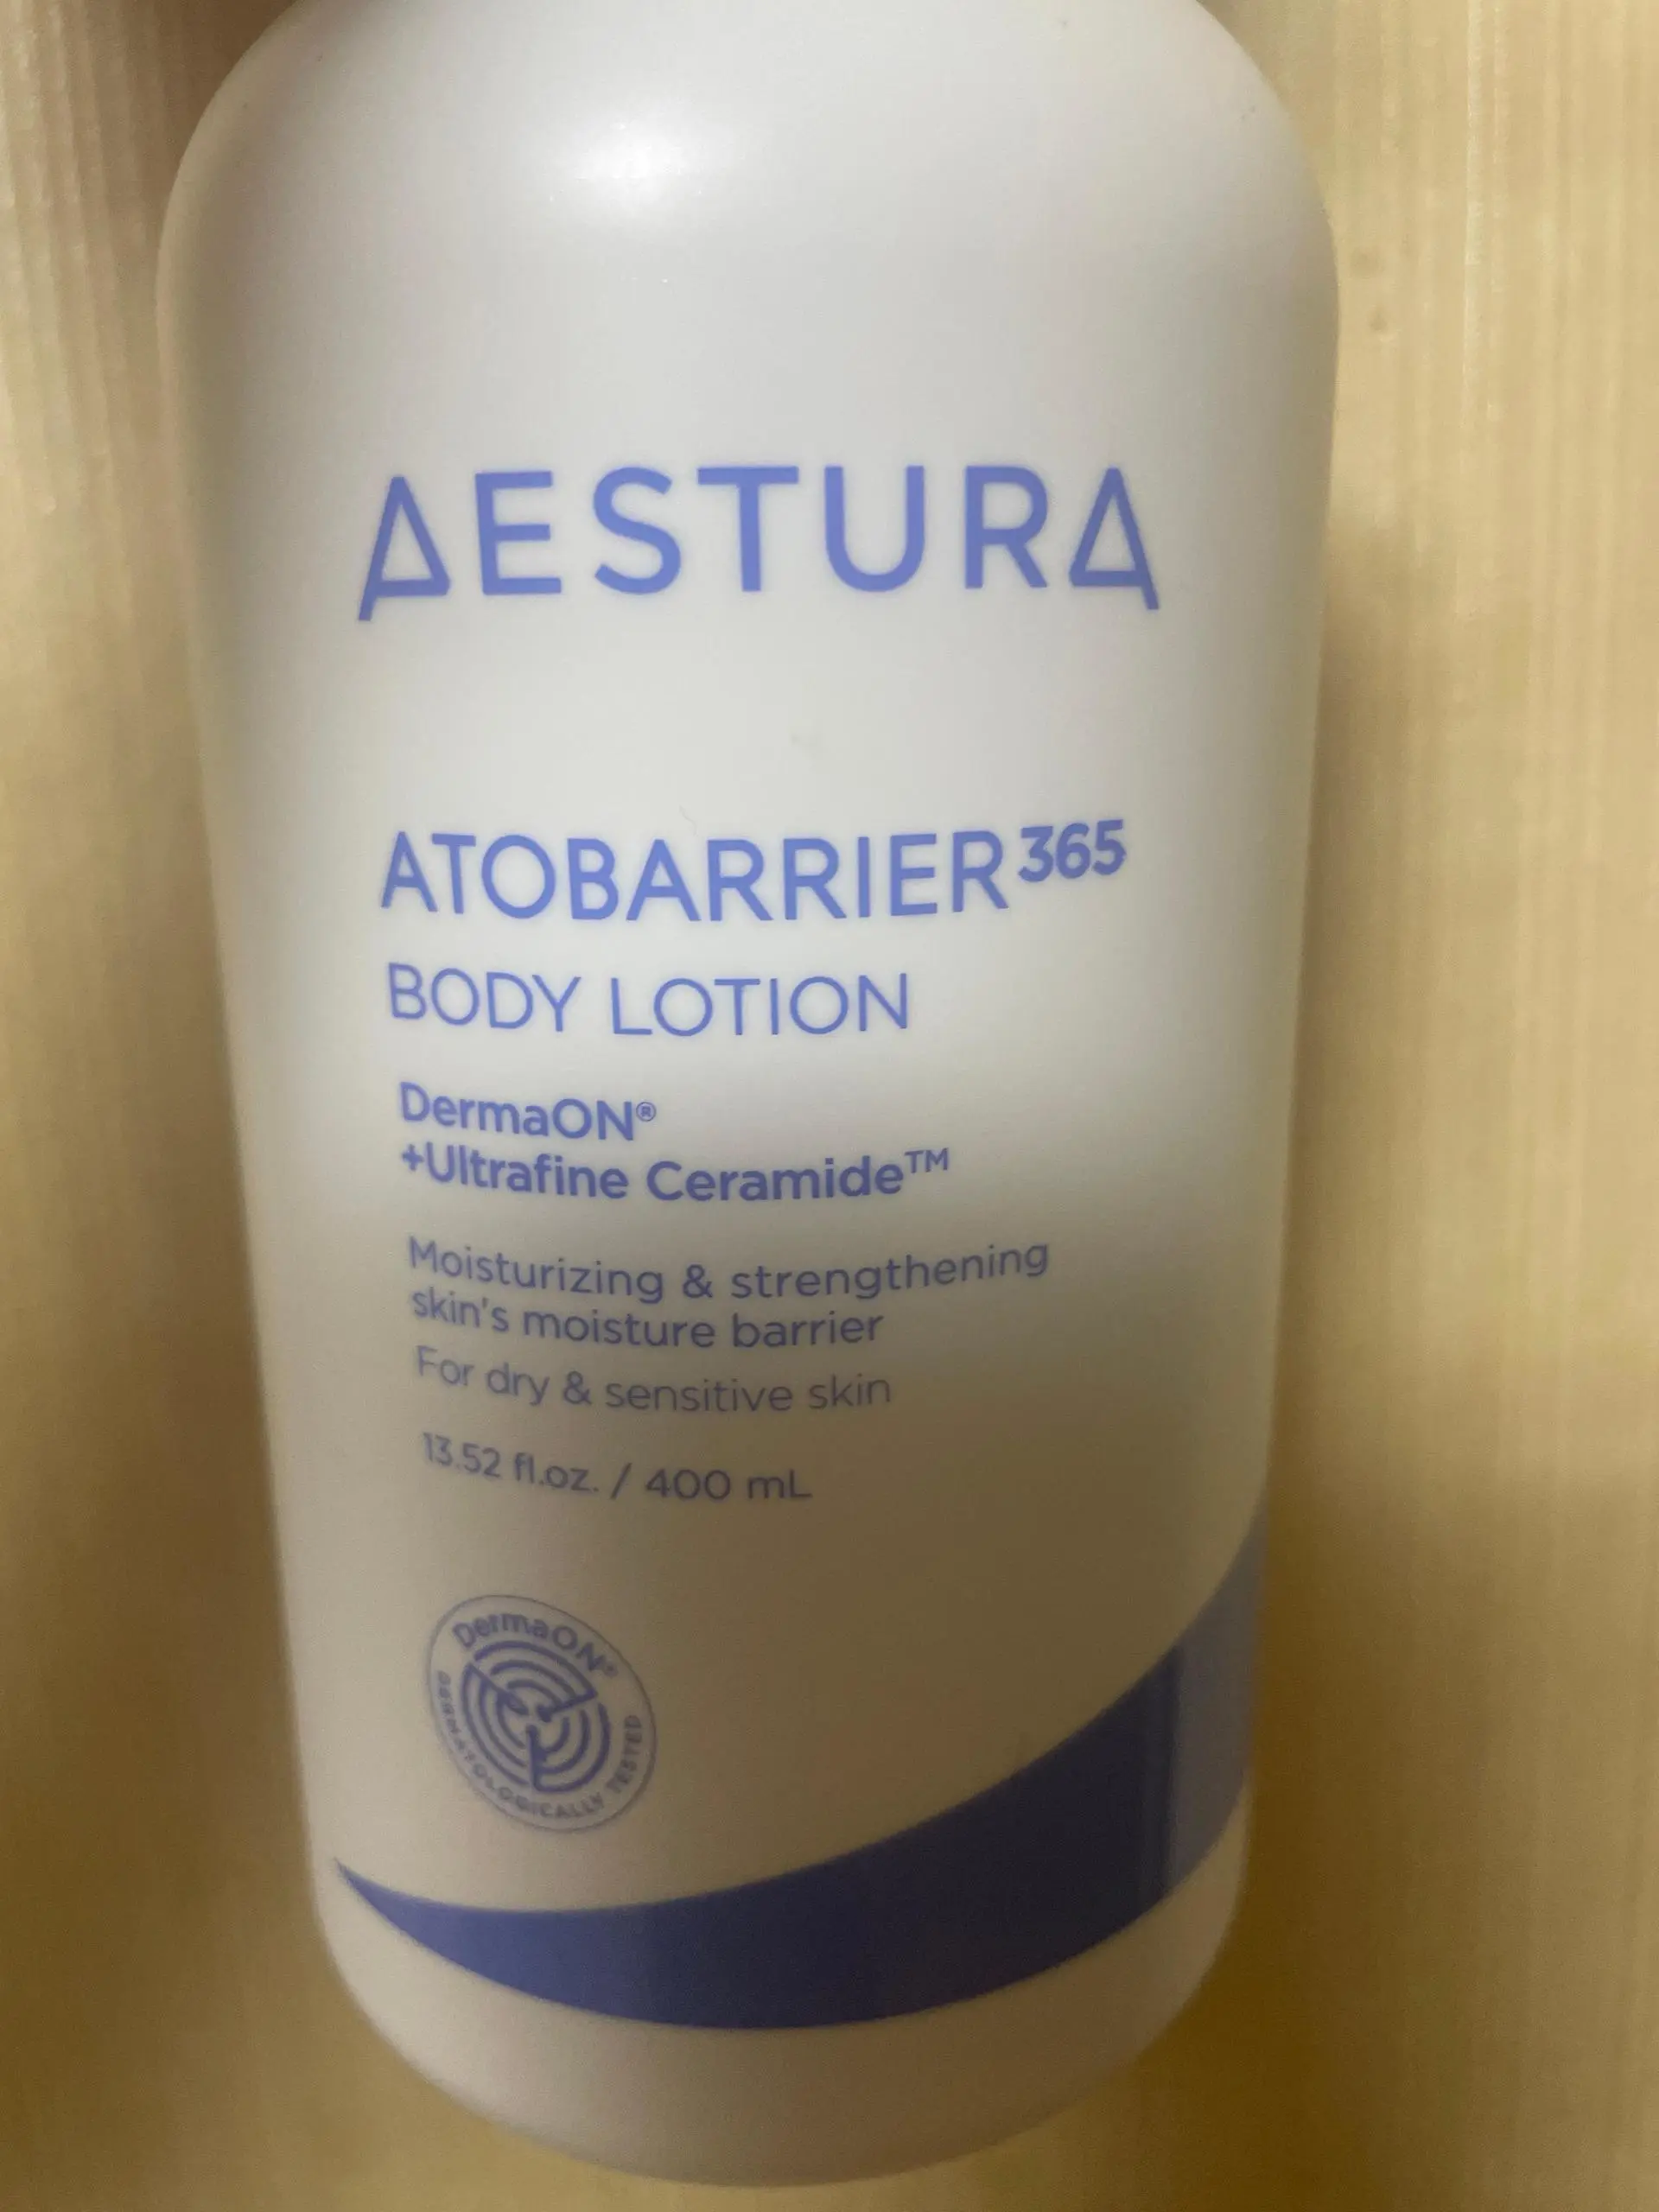 AESTURA
ATOBARRIER365
BODY LOTION
DermaON®
+Ultrafine Ceramide™
Moisturizing & strengthening
skin's moisture barrier
For dry & sensitive skin
13.52 fl.oz. / 400 mL
DermaON®
DERMATOLOGICALLY TESTED